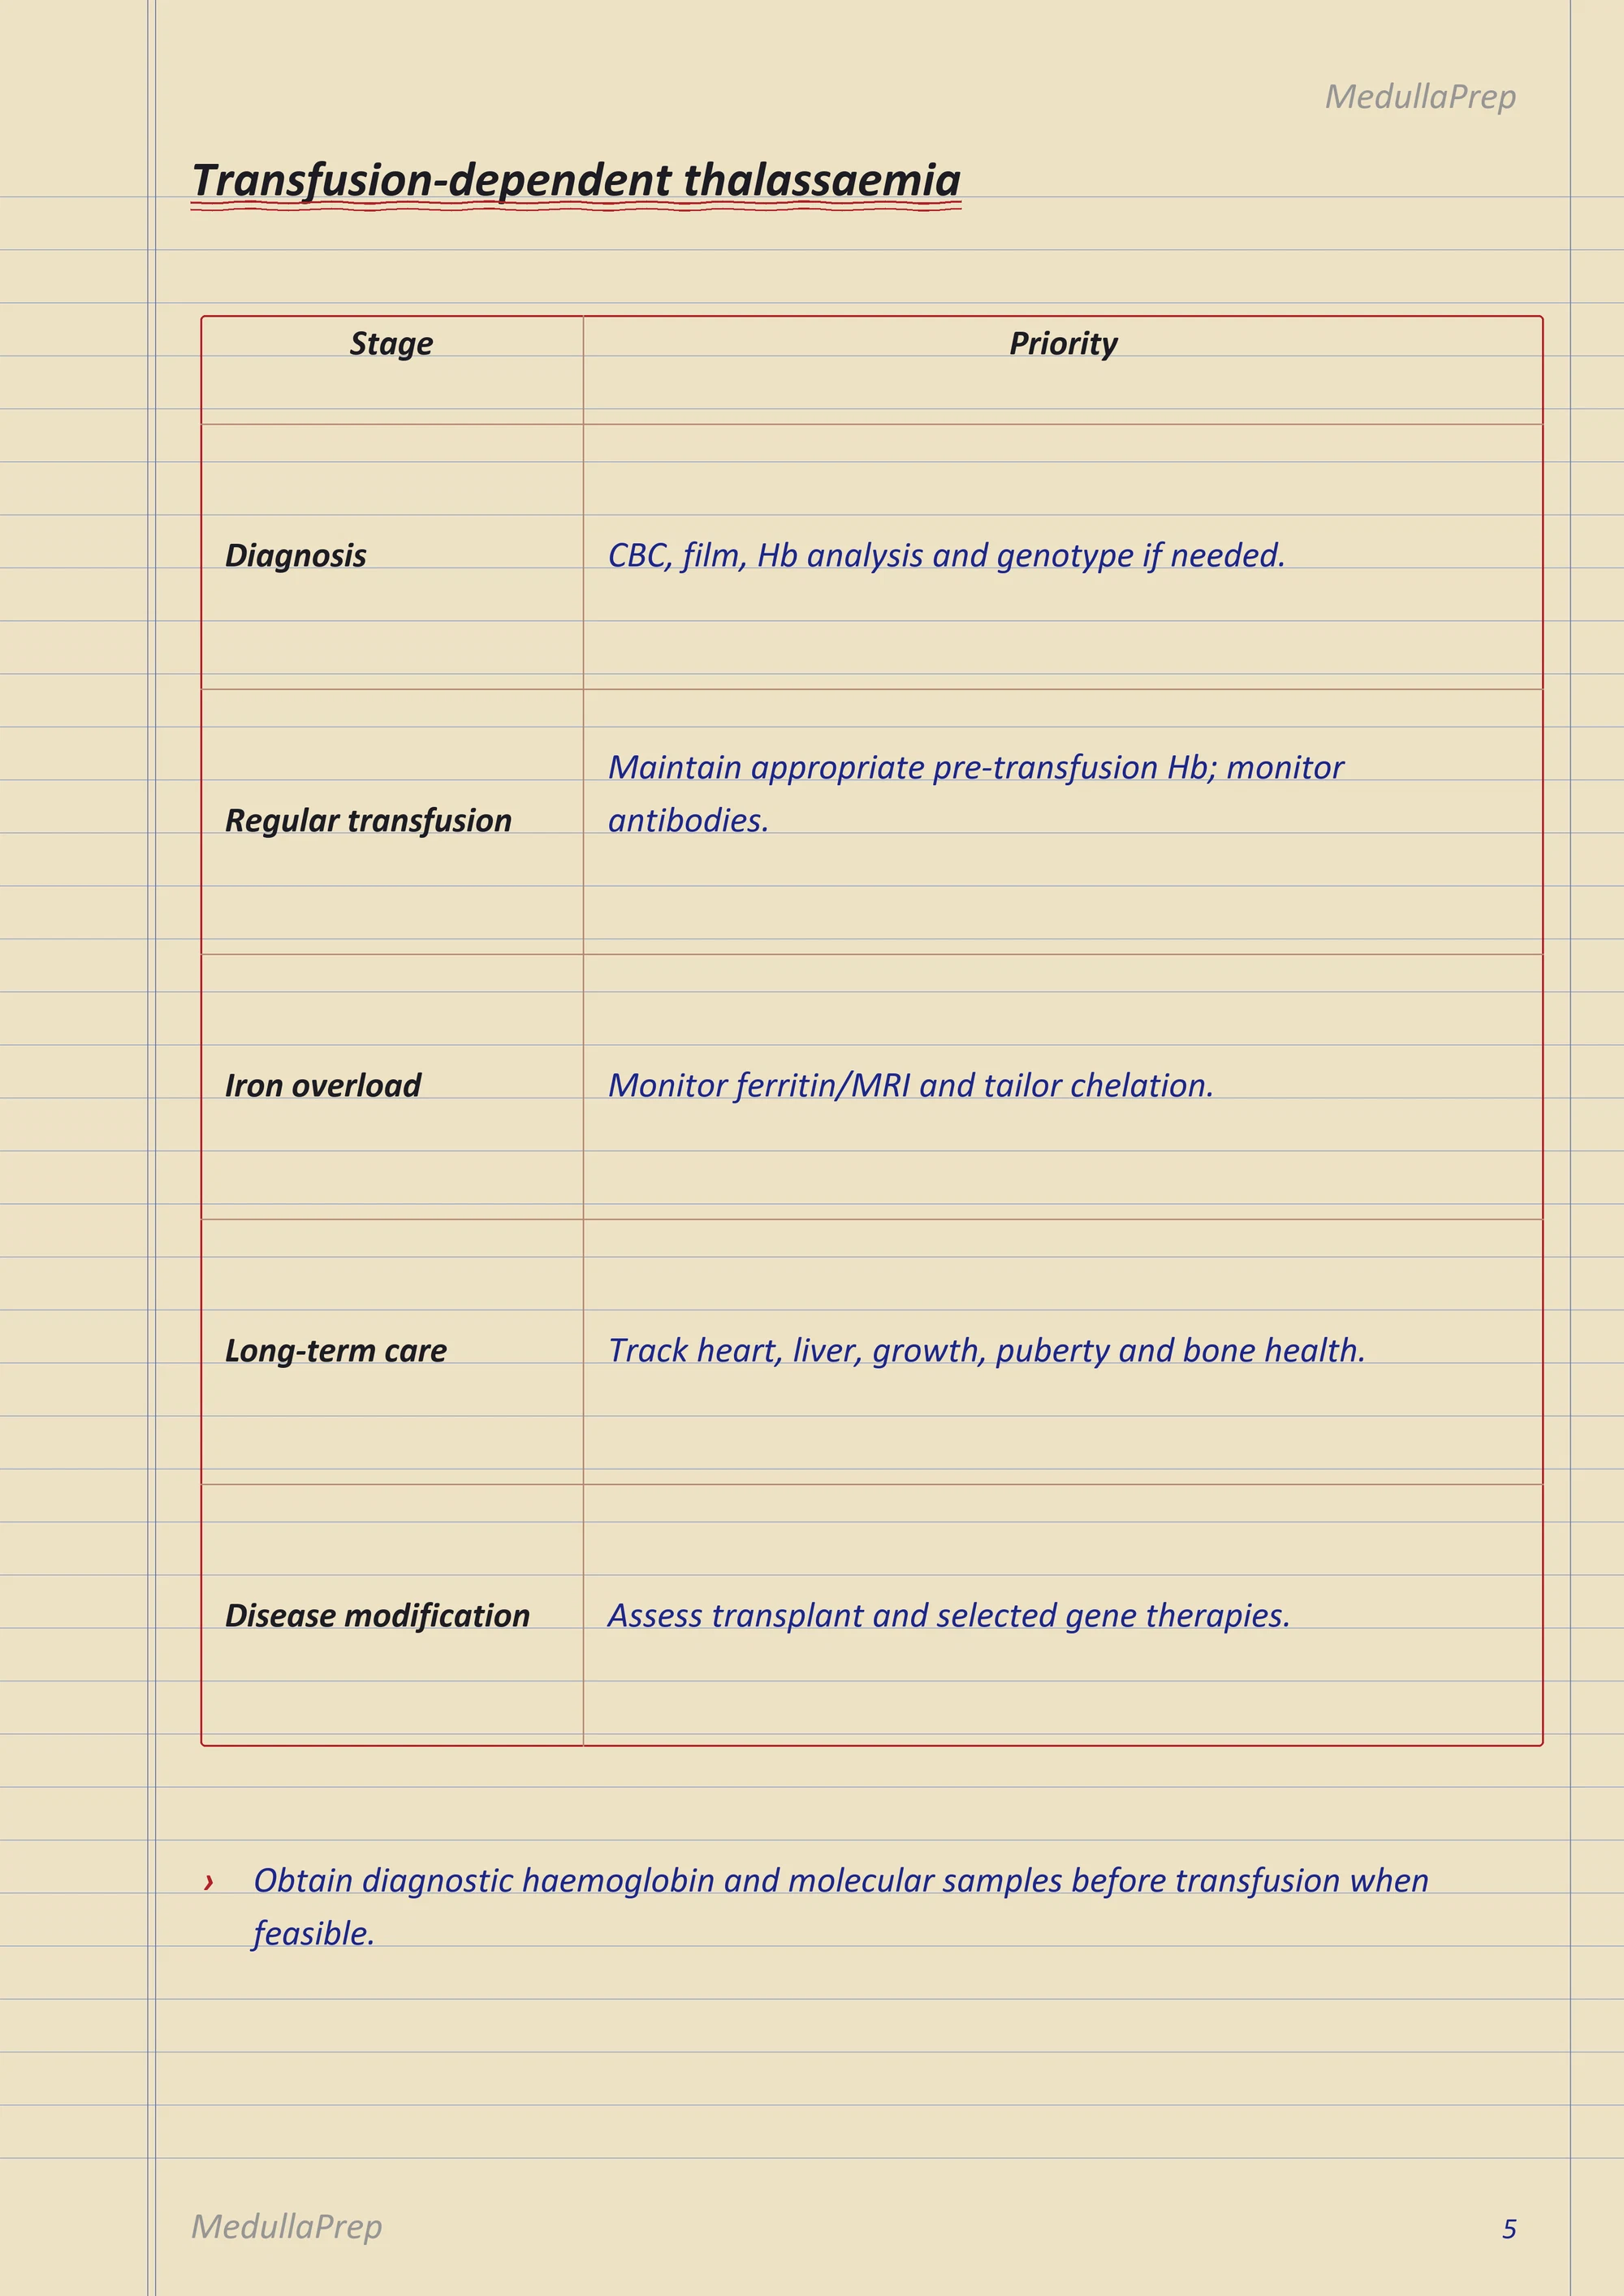 MedullaPrep
Transfusion-dependent thalassaemia
Stage Priority
Diagnosis CBC, film, Hb analysis and genotype if needed.
Maintain appropriate pre-transfusion Hb; monitor
Regular transfusion antibodies.
Iron overload Monitor ferritin/MRI and tailor chelation.
Long-term care Track heart, liver, growth, puberty and bone health.
Disease modification Assess transplant and selected gene therapies.
› Obtain diagnostic haemoglobin and molecular samples before transfusion when
feasible.
MedullaPrep 5